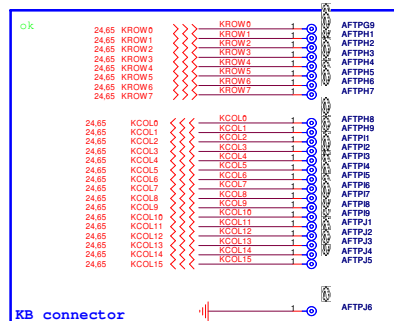 ok
24,65 KROW0 KROW0 1 AFTPG9
24,65 KROW1 KROW1 1 AFTPH1
24,65 KROW2 KROW2 1 AFTPH2
24,65 KROW3 KROW3 1 AFTPH3
24,65 KROW4 KROW4 1 AFTPH4
24,65 KROW5 KROW5 1 AFTPH5
24,65 KROW6 KROW6 1 AFTPH6
24,65 KROW7 KROW7 1 AFTPH7
24,65 KCOL0 KCOL0 1 AFTPH8
24,65 KCOL1 KCOL1 1 AFTPH9
24,65 KCOL2 KCOL2 1 AFTPI1
24,65 KCOL3 KCOL3 1 AFTPI2
24,65 KCOL4 KCOL4 1 AFTPI3
24,65 KCOL5 KCOL5 1 AFTPI4
24,65 KCOL6 KCOL6 1 AFTPI5
24,65 KCOL7 KCOL7 1 AFTPI6
24,65 KCOL8 KCOL8 1 AFTPI7
24,65 KCOL9 KCOL9 1 AFTPI8
24,65 KCOL10 KCOL10 1 AFTPI9
24,65 KCOL11 KCOL11 1 AFTPJ1
24,65 KCOL12 KCOL12 1 AFTPJ2
24,65 KCOL13 KCOL13 1 AFTPJ3
24,65 KCOL14 KCOL14 1 AFTPJ4
24,65 KCOL15 KCOL15 1 AFTPJ5
1 AFTPJ6
KB connector